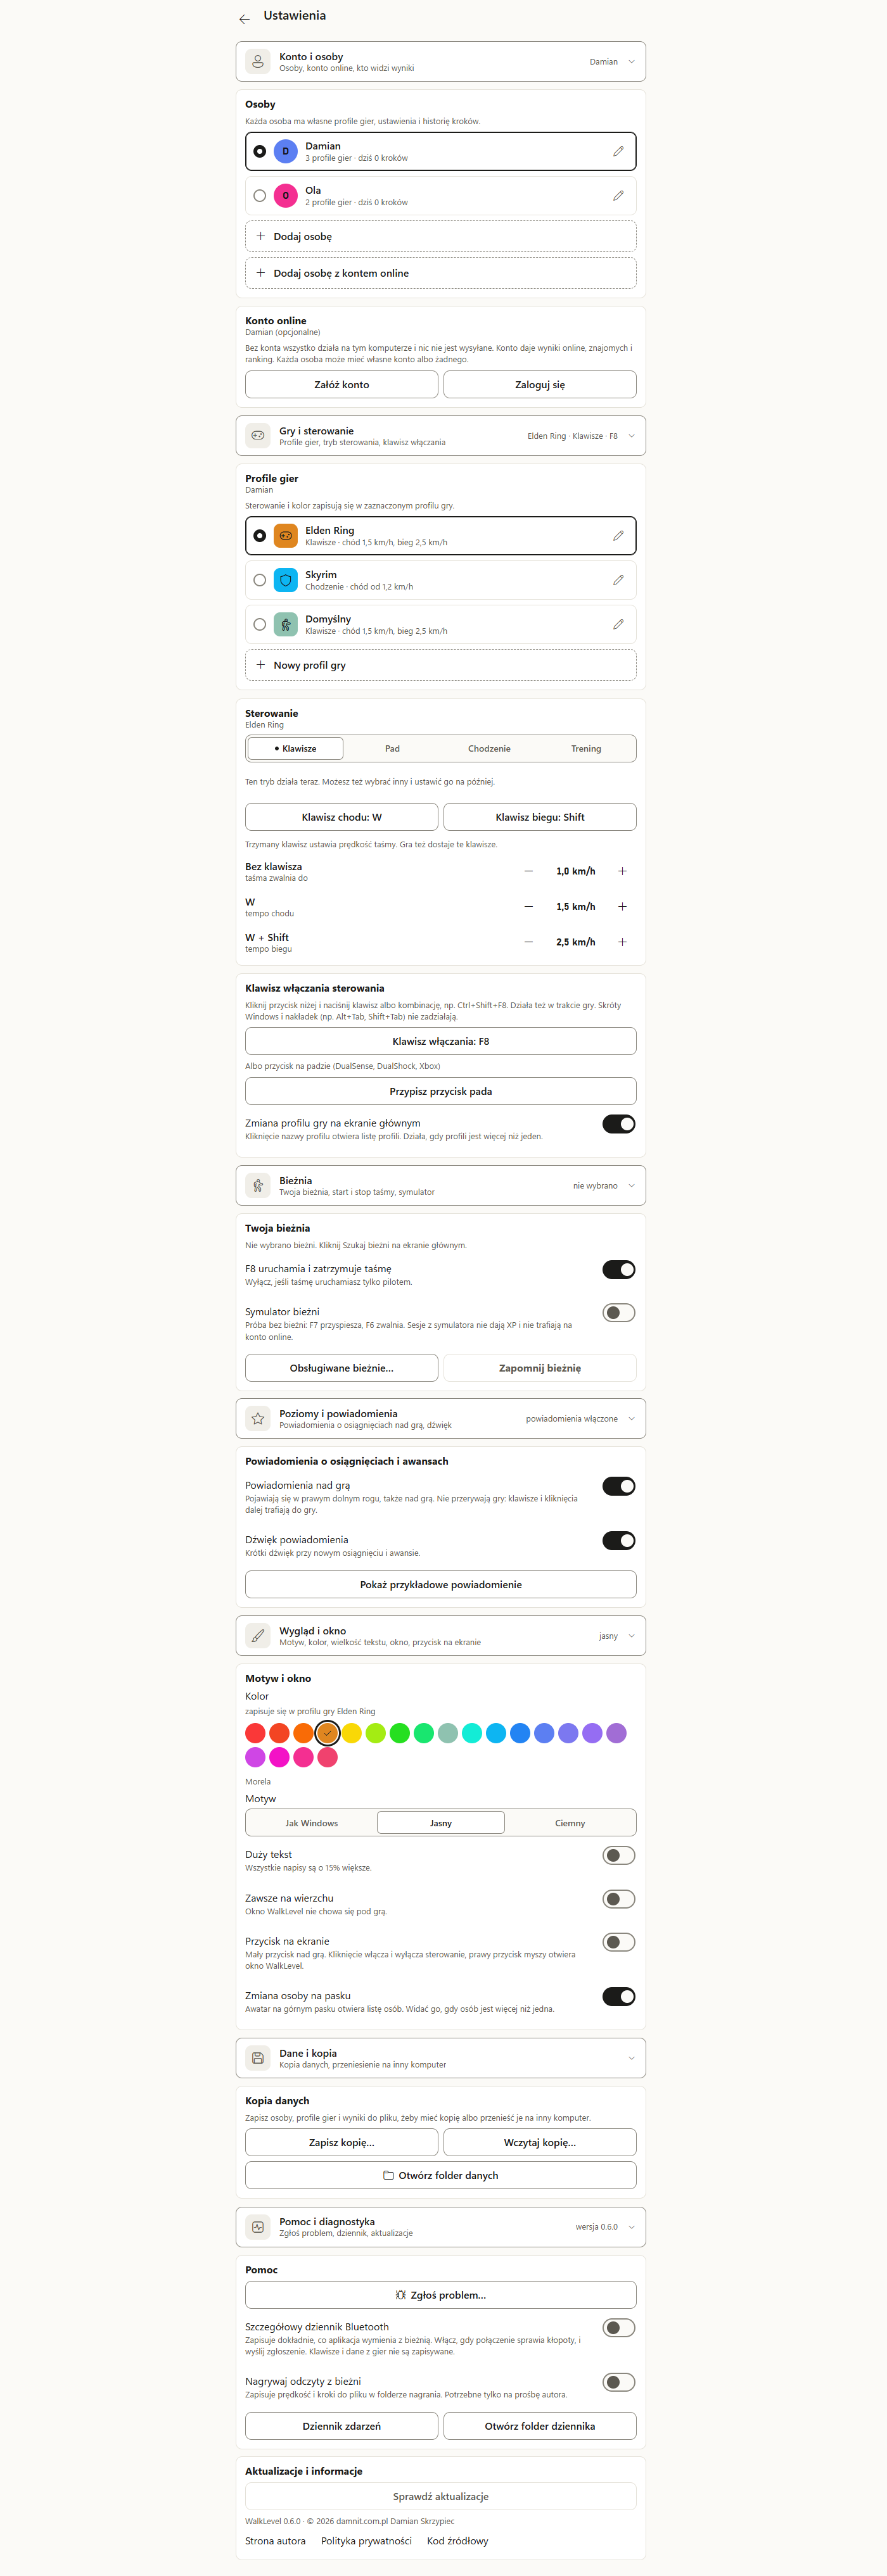 Ustawienia
Konto i osoby
Osoby, konto online, kto widzi wyniki
Damian
Osoby
Każda osoba ma własne profile gier, ustawienia i historię kroków.
D
Damian
3 profile gier · dziś 0 kroków
O
Ola
2 profile gier · dziś 0 kroków
Dodaj osobę
Dodaj osobę z kontem online
Konto online
Damian (opcjonalne)
Bez konta wszystko działa na tym komputerze i nic nie jest wysyłane. Konto daje wyniki online, znajomych i
ranking. Każda osoba może mieć własne konto albo żadnego.
Załóż konto
Zaloguj się
Gry i sterowanie
Profile gier, tryb sterowania, klawisz włączania
Elden Ring · Klawisze · F8
Profile gier
Damian
Sterowanie i kolor zapisują się w zaznaczonym profilu gry.
Elden Ring
Klawisze · chód 1,5 km/h, bieg 2,5 km/h
Skyrim
Chodzenie · chód od 1,2 km/h
Domyślny
Klawisze · chód 1,5 km/h, bieg 2,5 km/h
Nowy profil gry
Sterowanie
Elden Ring
Klawisze
Pad
Chodzenie
Trening
Ten tryb działa teraz. Możesz też wybrać inny i ustawić go na później.
Klawisz chodu: W
Klawisz biegu: Shift
Trzymany klawisz ustawia prędkość taśmy. Gra też dostaje te klawisze.
Bez klawisza
taśma zwalnia do
1,0 km/h
W
tempo chodu
1,5 km/h
W + Shift
tempo biegu
2,5 km/h
Klawisz włączania sterowania
Kliknij przycisk niżej i naciśnij klawisz albo kombinację, np. Ctrl+Shift+F8. Działa też w trakcie gry. Skróty
Windows i nakładek (np. Alt+Tab, Shift+Tab) nie zadziałają.
Klawisz włączania: F8
Albo przycisk na padzie (DualSense, DualShock, Xbox)
Przypisz przycisk pada
Zmiana profilu gry na ekranie głównym
Kliknięcie nazwy profilu otwiera listę profili. Działa, gdy profili jest więcej niż jeden.
Bieżnia
Twoja bieżnia, start i stop taśmy, symulator
nie wybrano
Twoja bieżnia
Nie wybrano bieżni. Kliknij Szukaj bieżni na ekranie głównym.
F8 uruchamia i zatrzymuje taśmę
Wyłącz, jeśli taśmę uruchamiasz tylko pilotem.
Symulator bieżni
Próba bez bieżni: F7 przyspiesza, F6 zwalnia. Sesje z symulatora nie dają XP i nie trafiają na
konto online.
Obsługiwane bieżnie...
Zapomnij bieżnię
Poziomy i powiadomienia
Powiadomienia o osiągnięciach nad grą, dźwięk
powiadomienia włączone
Powiadomienia o osiągnięciach i awansach
Powiadomienia nad grą
Pojawiają się w prawym dolnym rogu, także nad grą. Nie przerywają gry: klawisze i kliknięcia
dalej trafiają do gry.
Dźwięk powiadomienia
Krótki dźwięk przy nowym osiągnięciu i awansie.
Pokaż przykładowe powiadomienie
Wygląd i okno
Motyw, kolor, wielkość tekstu, okno, przycisk na ekranie
jasny
Motyw i okno
Kolor
zapisuje się w profilu gry Elden Ring
Morela
Motyw
Jak Windows
Jasny
Ciemny
Duży tekst
Wszystkie napisy są o 15% większe.
Zawsze na wierzchu
Okno WalkLevel nie chowa się pod grą.
Przycisk na ekranie
Mały przycisk nad grą. Kliknięcie włącza i wyłącza sterowanie, prawy przycisk myszy otwiera
okno WalkLevel.
Zmiana osoby na pasku
Awatar na górnym pasku otwiera listę osób. Widać go, gdy osób jest więcej niż jedna.
Dane i kopia
Kopia danych, przeniesienie na inny komputer
Kopia danych
Zapisz osoby, profile gier i wyniki do pliku, żeby mieć kopię albo przenieść je na inny komputer.
Zapisz kopię...
Wczytaj kopię...
Otwórz folder danych
Pomoc i diagnostyka
Zgłoś problem, dziennik, aktualizacje
wersja 0.6.0
Pomoc
Zgłoś problem...
Szczegółowy dziennik Bluetooth
Zapisuje dokładnie, co aplikacja wymienia z bieżnią. Włącz, gdy połączenie sprawia kłopoty, i
wyślij zgłoszenie. Klawisze i dane z gier nie są zapisywane.
Nagrywaj odczyty z bieżni
Zapisuje prędkość i kroki do pliku w folderze nagrania. Potrzebne tylko na prośbę autora.
Dziennik zdarzeń
Otwórz folder dziennika
Aktualizacje i informacje
Sprawdź aktualizacje
WalkLevel 0.6.0 · © 2026 damnit.com.pl Damian Skrzypiec
Strona autora
Polityka prywatności
Kod źródłowy